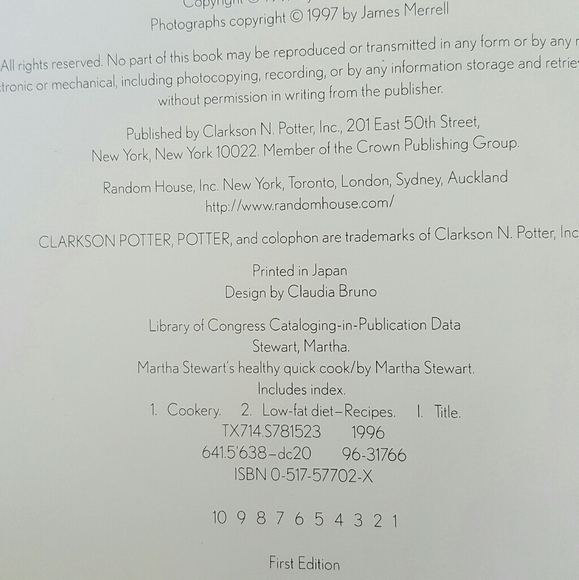 Photographs copyright © 1997 by James Merrell
All rights reserved. No part of this book may be reproduced or transmitted in any form or by any
tronic or mechanical, including photocopying, recording, or by any information storage and retrie
without permission in writing from the publisher.
Published by Clarkson N. Potter, Inc., 201 East 50th Street,
New York, New York 10022. Member of the Crown Publishing Group.
Random House, Inc. New York, Toronto, London, Sydney, Auckland
http://www.randomhouse.com/
CLARKSON POTTER, POTTER, and colophon are trademarks of Clarkson N. Potter, Inc
Printed in Japan
Design by Claudia Bruno
Library of Congress Cataloging-in-Publication Data
Stewart, Martha.
Martha Stewart's healthy quick cook/by Martha Stewart.
Includes index.
1. Cookery. 2. Low-fat diet–Recipes. I. Title.
TX714.S781523 1996
641.5'638–dc20 96-31766
ISBN 0-517-57702-X
10 9 8 7 6 5 4 3 2 1
First Edition